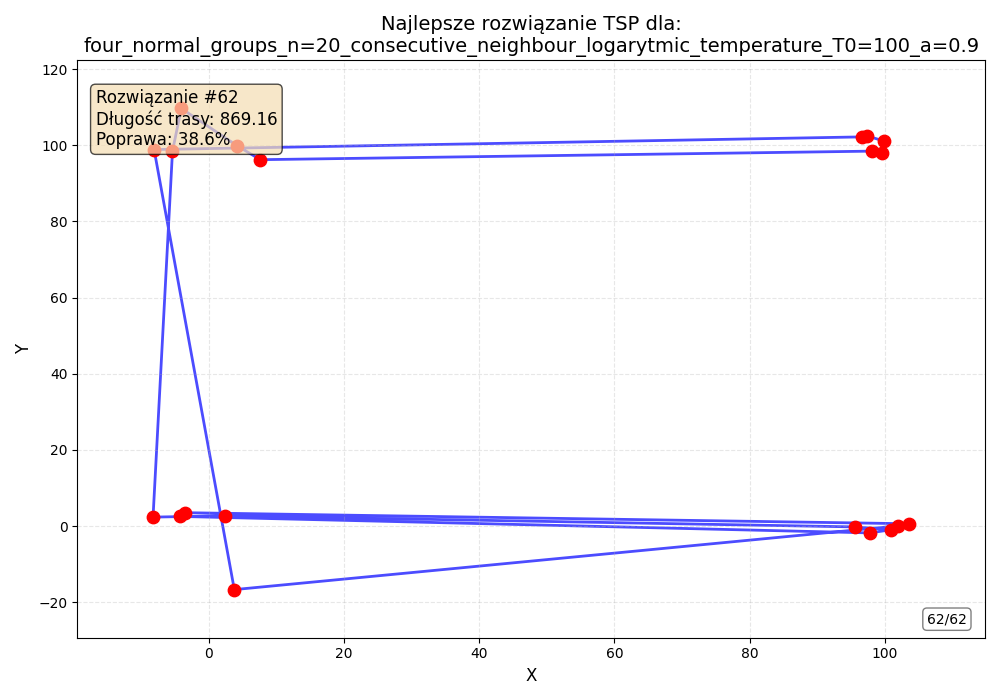 Najlepsze rozwiązanie TSP dla:
four_normal_groups_n=20_consecutive_neighbour_logarytmic_temperature_T0=100_a=0.9
Rozwiązanie #62
Długość trasy: 869.16
Poprawa: 38.6%
Y
120
100
80
60
40
20
0
−20
0 20 40 60 80 100
X
62/62